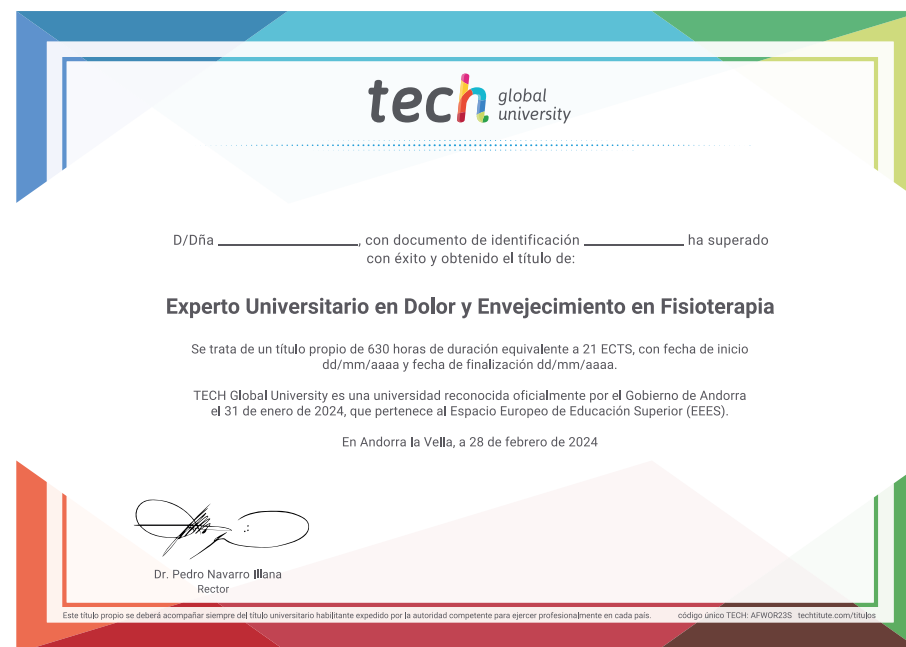 tech global university
D/Dña ____________________, con documento de identificación ______________ ha superado
con éxito y obtenido el título de:
Experto Universitario en Dolor y Envejecimiento en Fisioterapia
Se trata de un título propio de 630 horas de duración equivalente a 21 ECTS, con fecha de inicio
dd/mm/aaaa y fecha de finalización dd/mm/aaaa.
TECH Global University es una universidad reconocida oficialmente por el Gobierno de Andorra
el 31 de enero de 2024, que pertenece al Espacio Europeo de Educación Superior (EEES).
En Andorra la Vella, a 28 de febrero de 2024
Dr. Pedro Navarro Illana
Rector
Este título propio se deberá acompañar siempre del título universitario habilitante expedido por la autoridad competente para ejercer profesionalmente en cada país. código único TECH: AFWOR23S techtitute.com/titulos